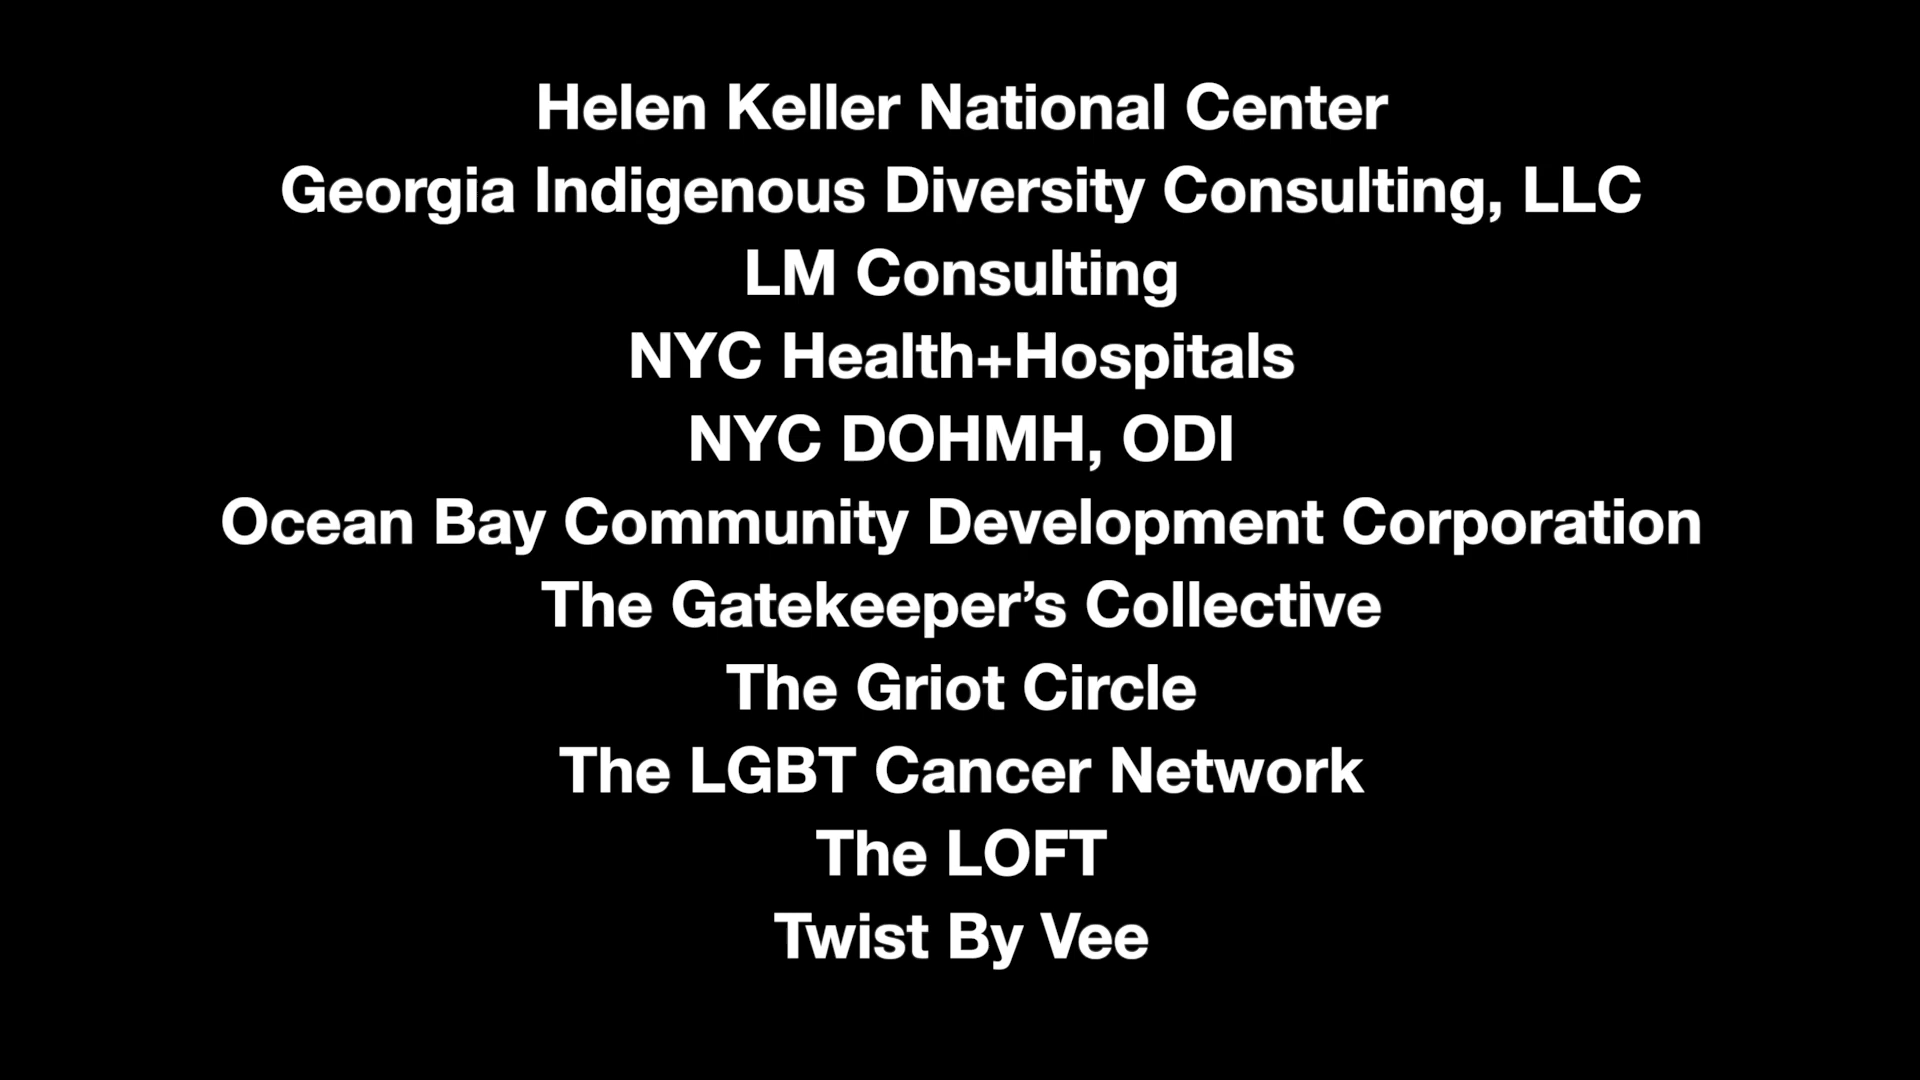 Helen Keller National Center
Georgia Indigenous Diversity Consulting, LLC
LM Consulting
NYC Health+Hospitals
NYC DOHMH, ODI
Ocean Bay Community Development Corporation
The Gatekeeper’s Collective
The Griot Circle
The LGBT Cancer Network
The LOFT
Twist By Vee